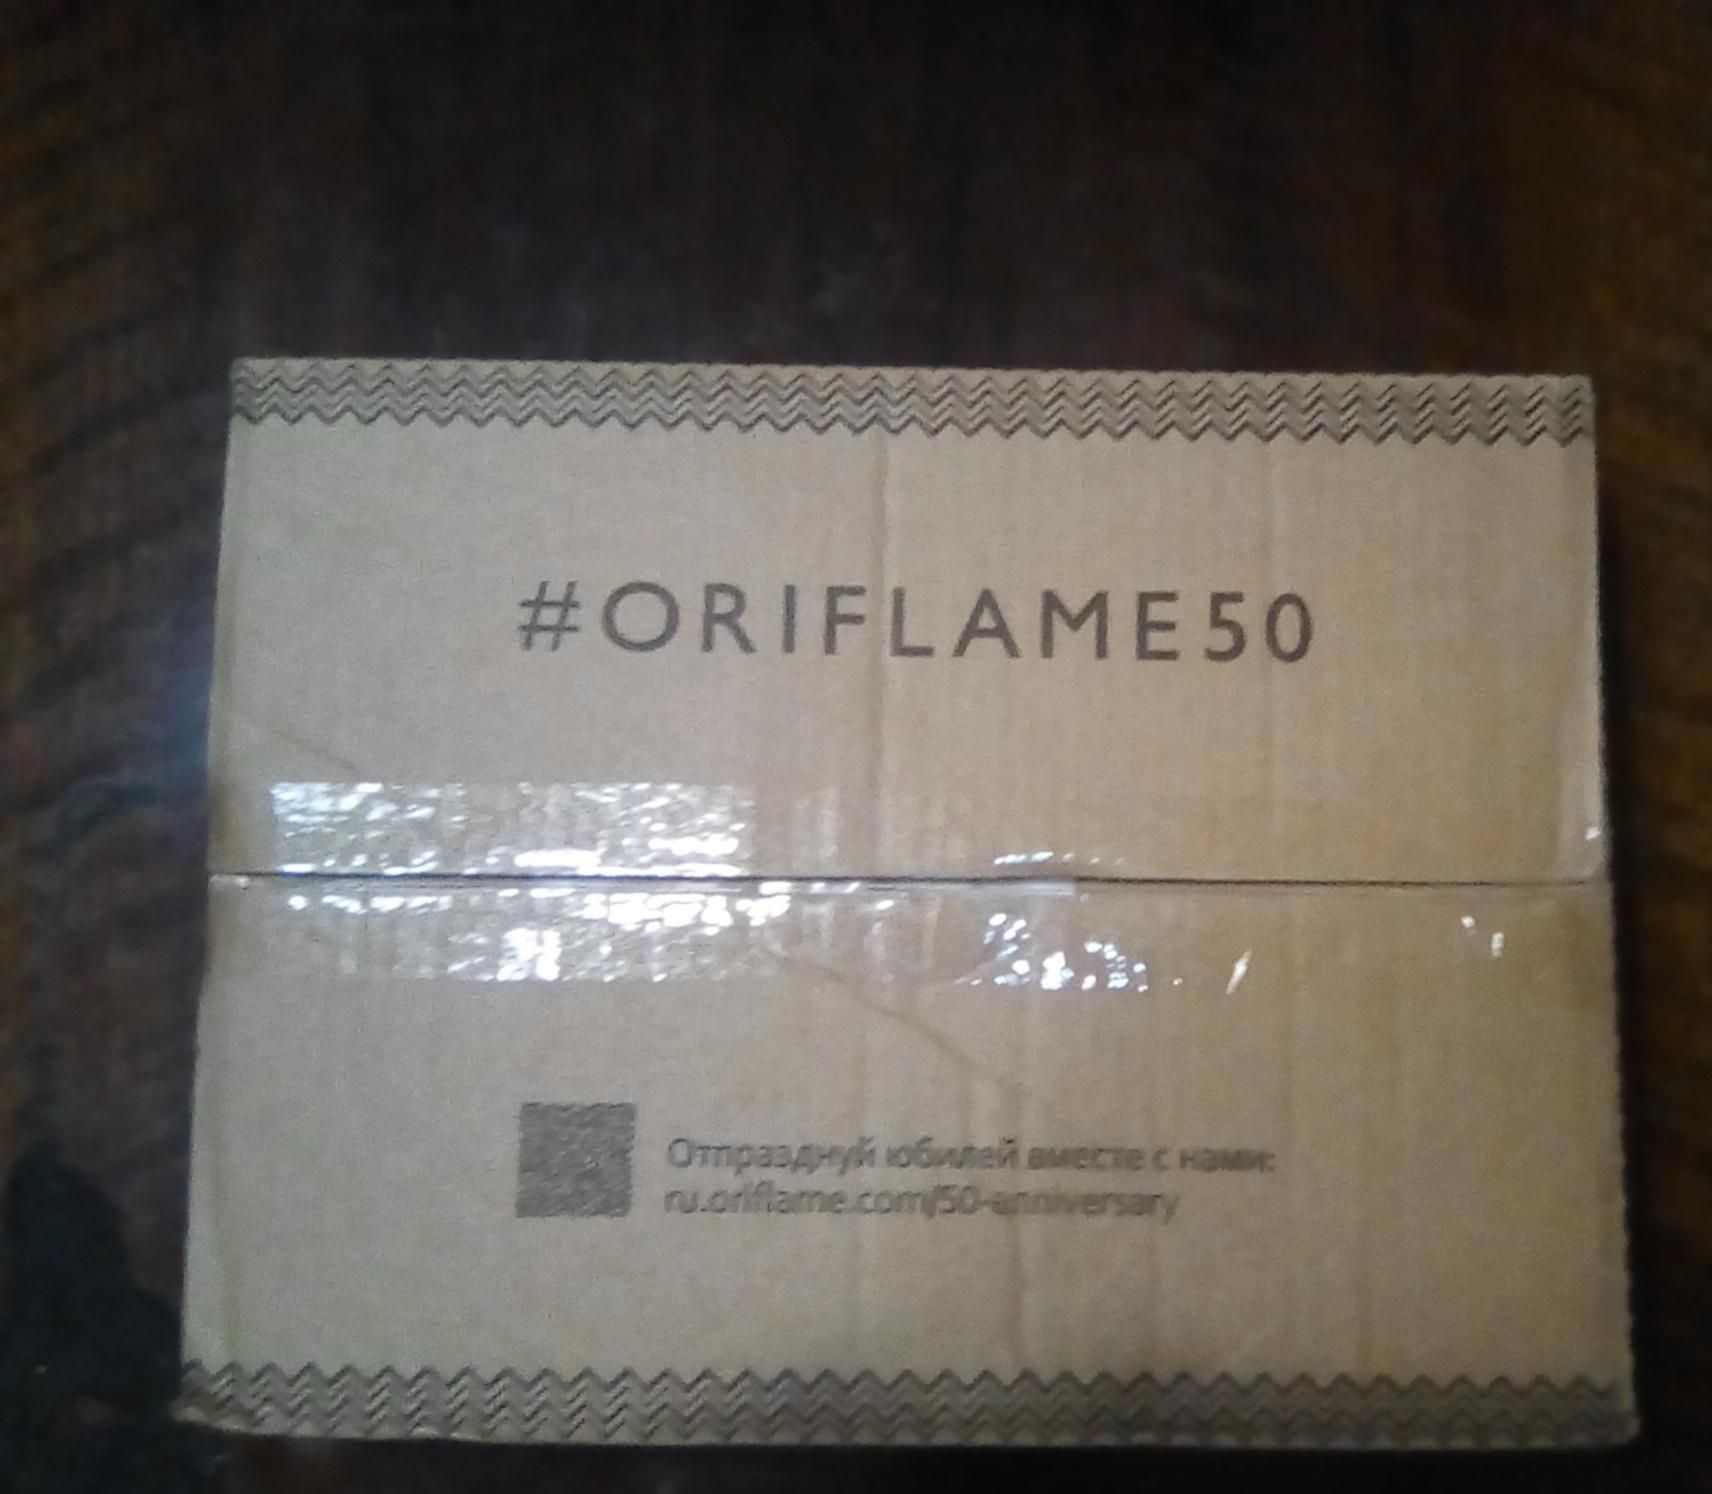 #ORIFLAME50
Отпразднуй юбилей вместе с нами:
ru.oriflame.com/50-anniversary